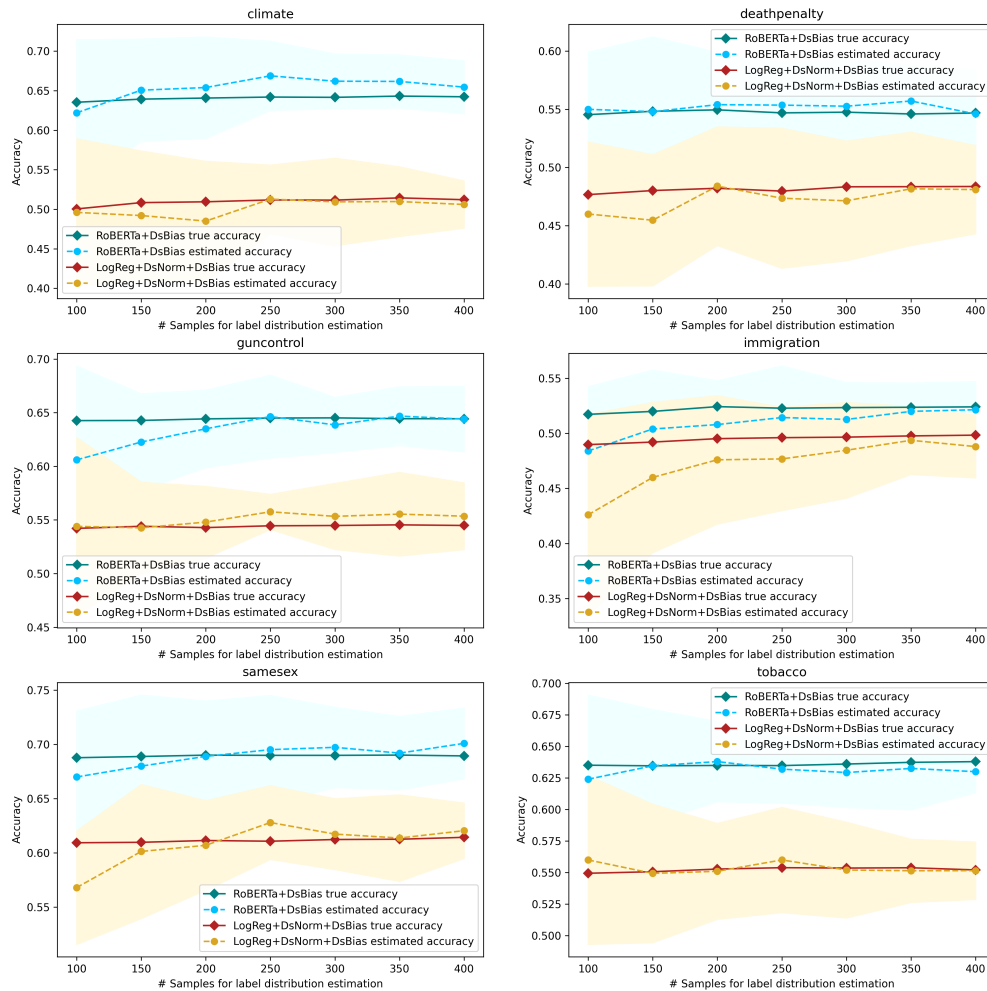 climate
0.70
0.65
0.60
0.55
0.50
0.45
0.40
Accuracy
RoBERTa+DsBias true accuracy
RoBERTa+DsBias estimated accuracy
LogReg+DsNorm+DsBias true accuracy
LogReg+DsNorm+DsBias estimated accuracy
100 150 200 250 300 350 400
# Samples for label distribution estimation
deathpenalty
0.60
0.55
0.50
0.45
0.40
Accuracy
RoBERTa+DsBias true accuracy
RoBERTa+DsBias estimated accuracy
LogReg+DsNorm+DsBias true accuracy
LogReg+DsNorm+DsBias estimated accuracy
100 150 200 250 300 350 400
# Samples for label distribution estimation
guncontrol
0.70
0.65
0.60
0.55
0.50
0.45
Accuracy
RoBERTa+DsBias true accuracy
RoBERTa+DsBias estimated accuracy
LogReg+DsNorm+DsBias true accuracy
LogReg+DsNorm+DsBias estimated accuracy
100 150 200 250 300 350 400
# Samples for label distribution estimation
immigration
0.55
0.50
0.45
0.40
0.35
Accuracy
RoBERTa+DsBias true accuracy
RoBERTa+DsBias estimated accuracy
LogReg+DsNorm+DsBias true accuracy
LogReg+DsNorm+DsBias estimated accuracy
100 150 200 250 300 350 400
# Samples for label distribution estimation
samesex
0.75
0.70
0.65
0.60
0.55
Accuracy
RoBERTa+DsBias true accuracy
RoBERTa+DsBias estimated accuracy
LogReg+DsNorm+DsBias true accuracy
LogReg+DsNorm+DsBias estimated accuracy
100 150 200 250 300 350 400
# Samples for label distribution estimation
tobacco
0.700
0.675
0.650
0.625
0.600
0.575
0.550
0.525
0.500
Accuracy
RoBERTa+DsBias true accuracy
RoBERTa+DsBias estimated accuracy
LogReg+DsNorm+DsBias true accuracy
LogReg+DsNorm+DsBias estimated accuracy
100 150 200 250 300 350 400
# Samples for label distribution estimation